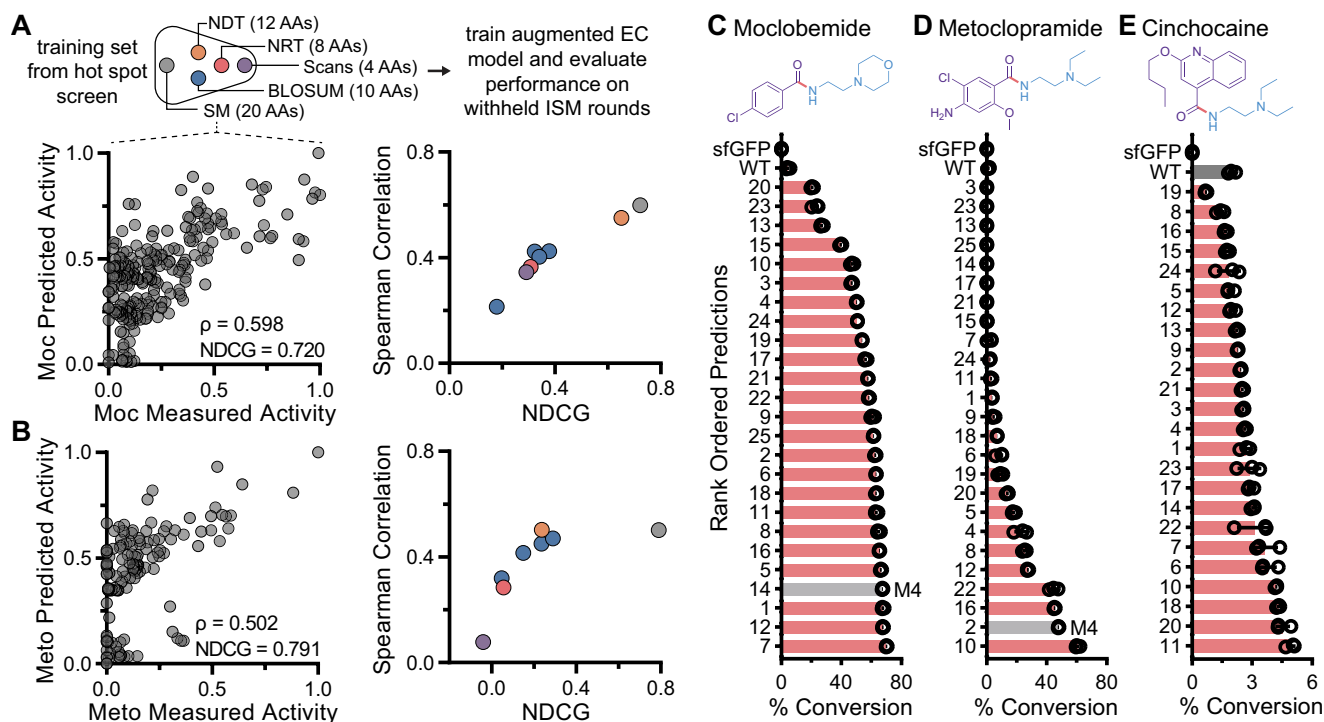 A
NDT (12 AAs)
NRT (8 AAs)
Scans (4 AAs)
BLOSUM (10 AAs)
SM (20 AAs)
training set
from hot spot
screen
train augmented EC
model and evaluate
performance on
withheld ISM rounds
Moc Predicted Activity
1.0
0.5
0.0
ρ = 0.598
NDCG = 0.720
0.0
0.5
1.0
Moc Measured Activity
Spearman Correlation
0.8
0.4
0.0
0.0
0.4
0.8
NDCG
B
Meto Predicted Activity
1.0
0.5
0.0
ρ = 0.502
NDCG = 0.791
0.0
0.5
1.0
Meto Measured Activity
Spearman Correlation
0.8
0.4
0.0
0.0
0.4
0.8
NDCG
C Moclobemide
Cl
O
N
H
N
O
Rank Ordered Predictions
sfGFP
WT
20
23
13
15
10
3
4
24
19
17
21
22
9
25
2
6
18
11
8
16
5
14
M4
1
12
7
0
40
80
% Conversion
D Metoclopramide
Cl
H₂N
O
O
N
H
N
sfGFP
WT
3
23
13
25
14
17
21
15
7
24
11
1
9
18
6
19
20
5
4
8
12
22
16
2
M4
10
0
40
80
% Conversion
E Cinchocaine
O
N
O
N
H
N
sfGFP
WT
19
8
16
15
24
5
12
13
9
2
21
3
4
1
23
17
14
22
7
6
10
18
20
11
0
3
6
% Conversion